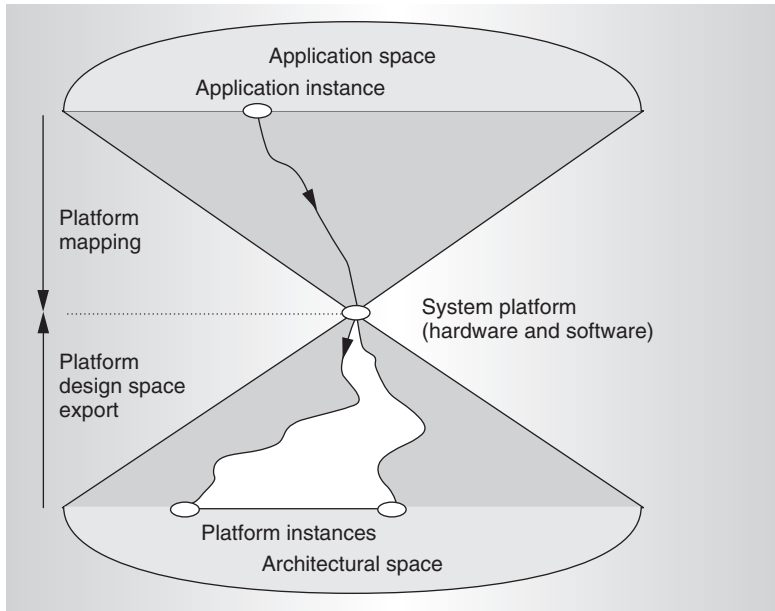 Application space
Application instance
Platform
mapping
System platform
(hardware and software)
Platform
design space
export
Platform instances
Architectural space